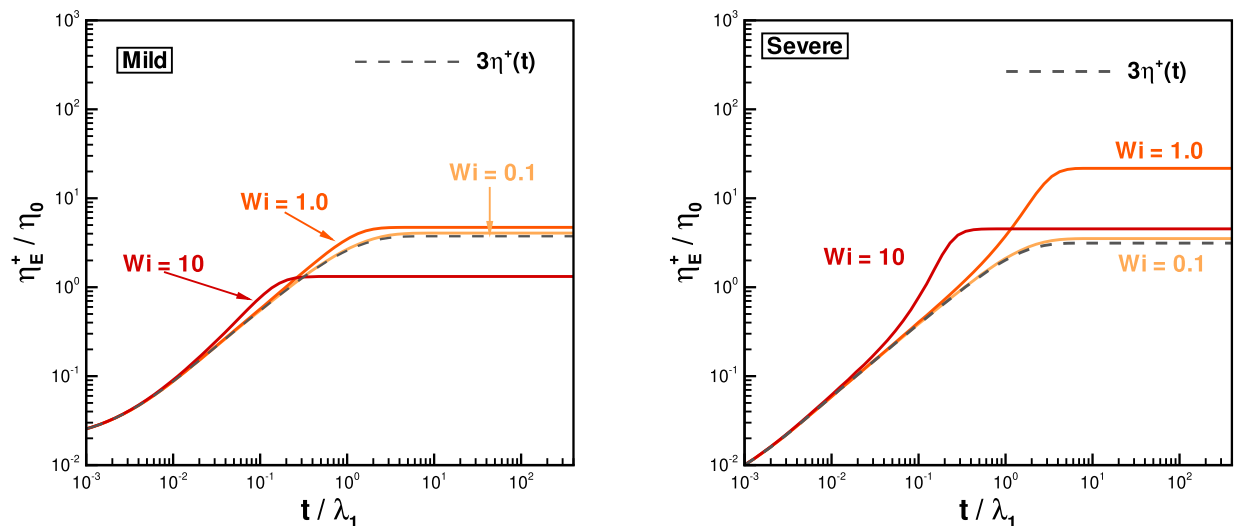 10³
Mild
3η⁺(t)
10²
Wi = 0.1
Wi = 1.0
10¹
Wi = 10
10⁰
10⁻¹
10⁻²
η⁺E / η₀
10⁻³ 10⁻² 10⁻¹ 10⁰ 10¹ 10²
t / λ₁
10³
Severe
3η⁺(t)
10²
Wi = 1.0
10¹
Wi = 10
Wi = 0.1
10⁰
10⁻¹
10⁻²
η⁺E / η₀
10⁻³ 10⁻² 10⁻¹ 10⁰ 10¹ 10²
t / λ₁